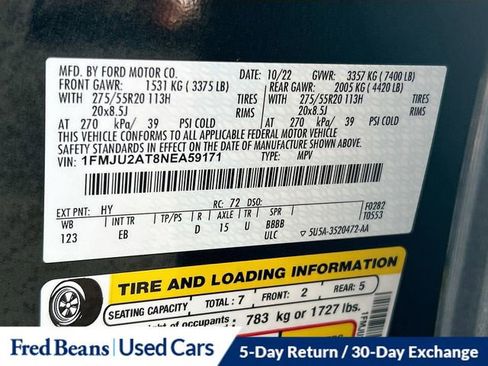 MFD. BY FORD MOTOR CO. 10/22 GVWR: 3357 KG (7400 LB)
FRONT GAWR: 1531 KG (3375 LB) REAR GAWR: 2005 KG (4420 LB)
WITH 275/55R20 113H TIRES WITH 275/55R20 113H TIRES
20x8.5J RIMS 20x8.5J RIMS
AT 270 kPa/ 39 PSI COLD AT 270 kPa/ 39 PSI COLD
THIS VEHICLE CONFORMS TO ALL APPLICABLE FEDERAL MOTOR VEHICLE
SAFETY STANDARDS IN EFFECT ON THE DATE OF MANUFACTURE SHOWN ABOVE.
VIN: 1FMJU2AT8NEA59171 TYPE: MPV
EXT PNT: HY RC: 72 DSO: F0282
WB INT TR TP/PS R AXLE TR SPR T0553
123 EB D 15 U BBBB
ULC 5U5A-3520472-AA
TIRE AND LOADING INFORMATION
SEATING CAPACITY TOTAL: 7 FRONT: 2 REAR: 5
of occupants 783 kg or 1727 lbs.
Fred Beans Used Cars 5-Day Return / 30-Day Exchange